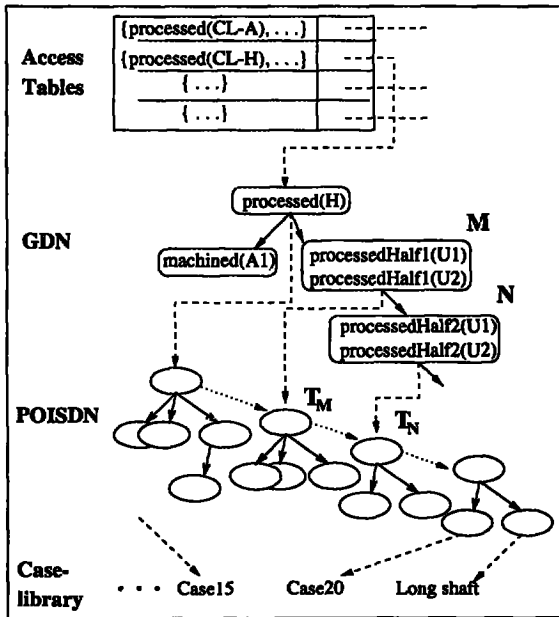 Access
Tables
{processed(CL-A), . . .}
{processed(CL-H), . . .}
{ . . . }
{ . . . }
GDN
processed(H)
M
machined(A1)
processedHalf1(U1)
processedHalf1(U2)
N
processedHalf2(U1)
processedHalf2(U2)
POISDN
T_M
T_N
Case-
library
. . . Case15 Case20 Long shaft